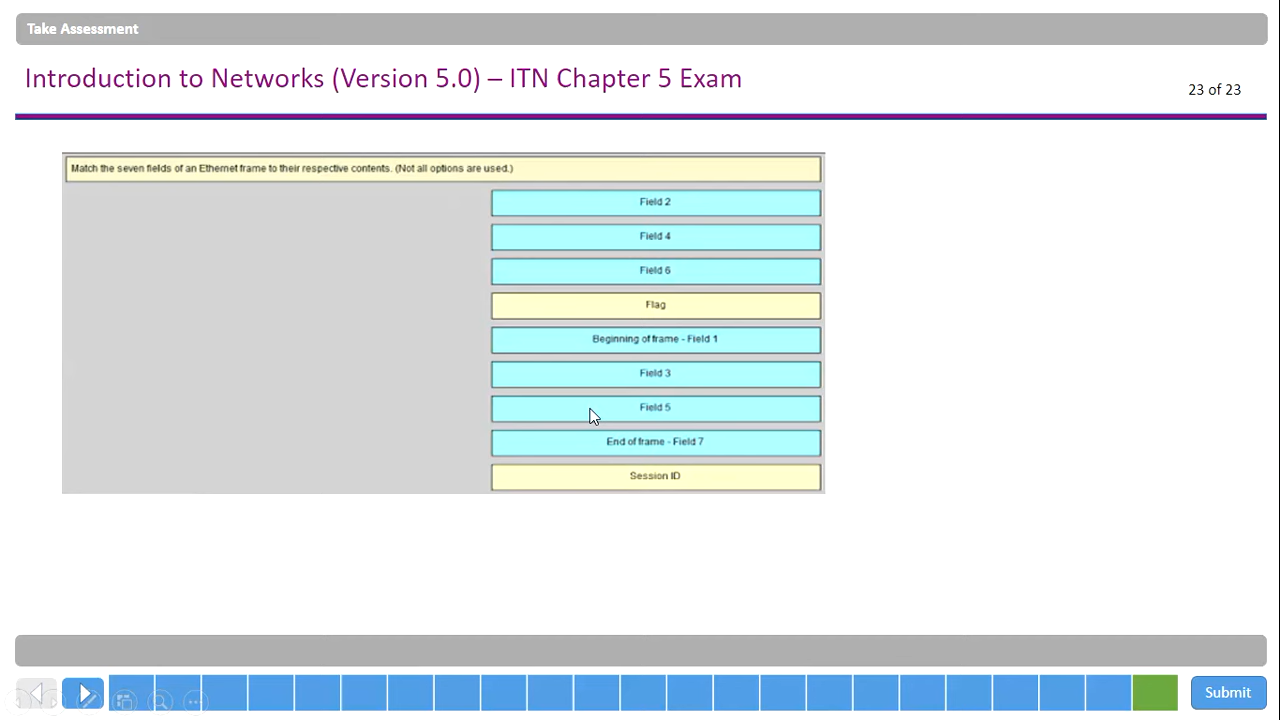 Take Assessment
Introduction to Networks (Version 5.0) – ITN Chapter 5 Exam
23 of 23
Match the seven fields of an Ethernet frame to their respective contents. (Not all options are used.)
Field 2
Field 4
Field 6
Flag
Beginning of frame - Field 1
Field 3
Field 5
End of frame - Field 7
Session ID
Submit